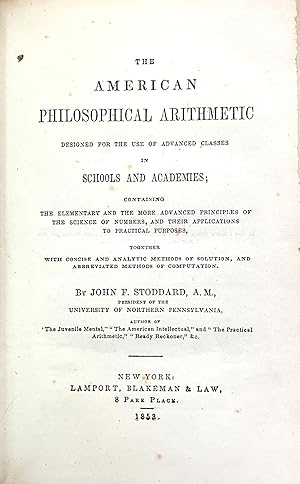 THE
AMERICAN
PHILOSOPHICAL ARITHMETIC
DESIGNED FOR THE USE OF ADVANCED CLASSES
IN
SCHOOLS AND ACADEMIES;
CONTAINING
THE ELEMENTARY AND THE MORE ADVANCED PRINCIPLES OF
THE SCIENCE OF NUMBERS, AND THEIR APPLICATIONS
TO PRACTICAL PURPOSES,
TOGETHER
WITH CONCISE AND ANALYTIC METHODS OF SOLUTION, AND
ABBREVIATED METHODS OF COMPUTATION.
BY JOHN F. STODDARD, A.M.,
PRESIDENT OF THE
UNIVERSITY OF NORTHERN PENNSYLVANIA,
AUTHOR OF
"The Juvenile Mental," "The American Intellectual," and "The Practical
Arithmetic," "Ready Reckoner," &c.
NEW YORK:
LAMPORT, BLAKEMAN & LAW,
8 PARK PLACE.
1853.